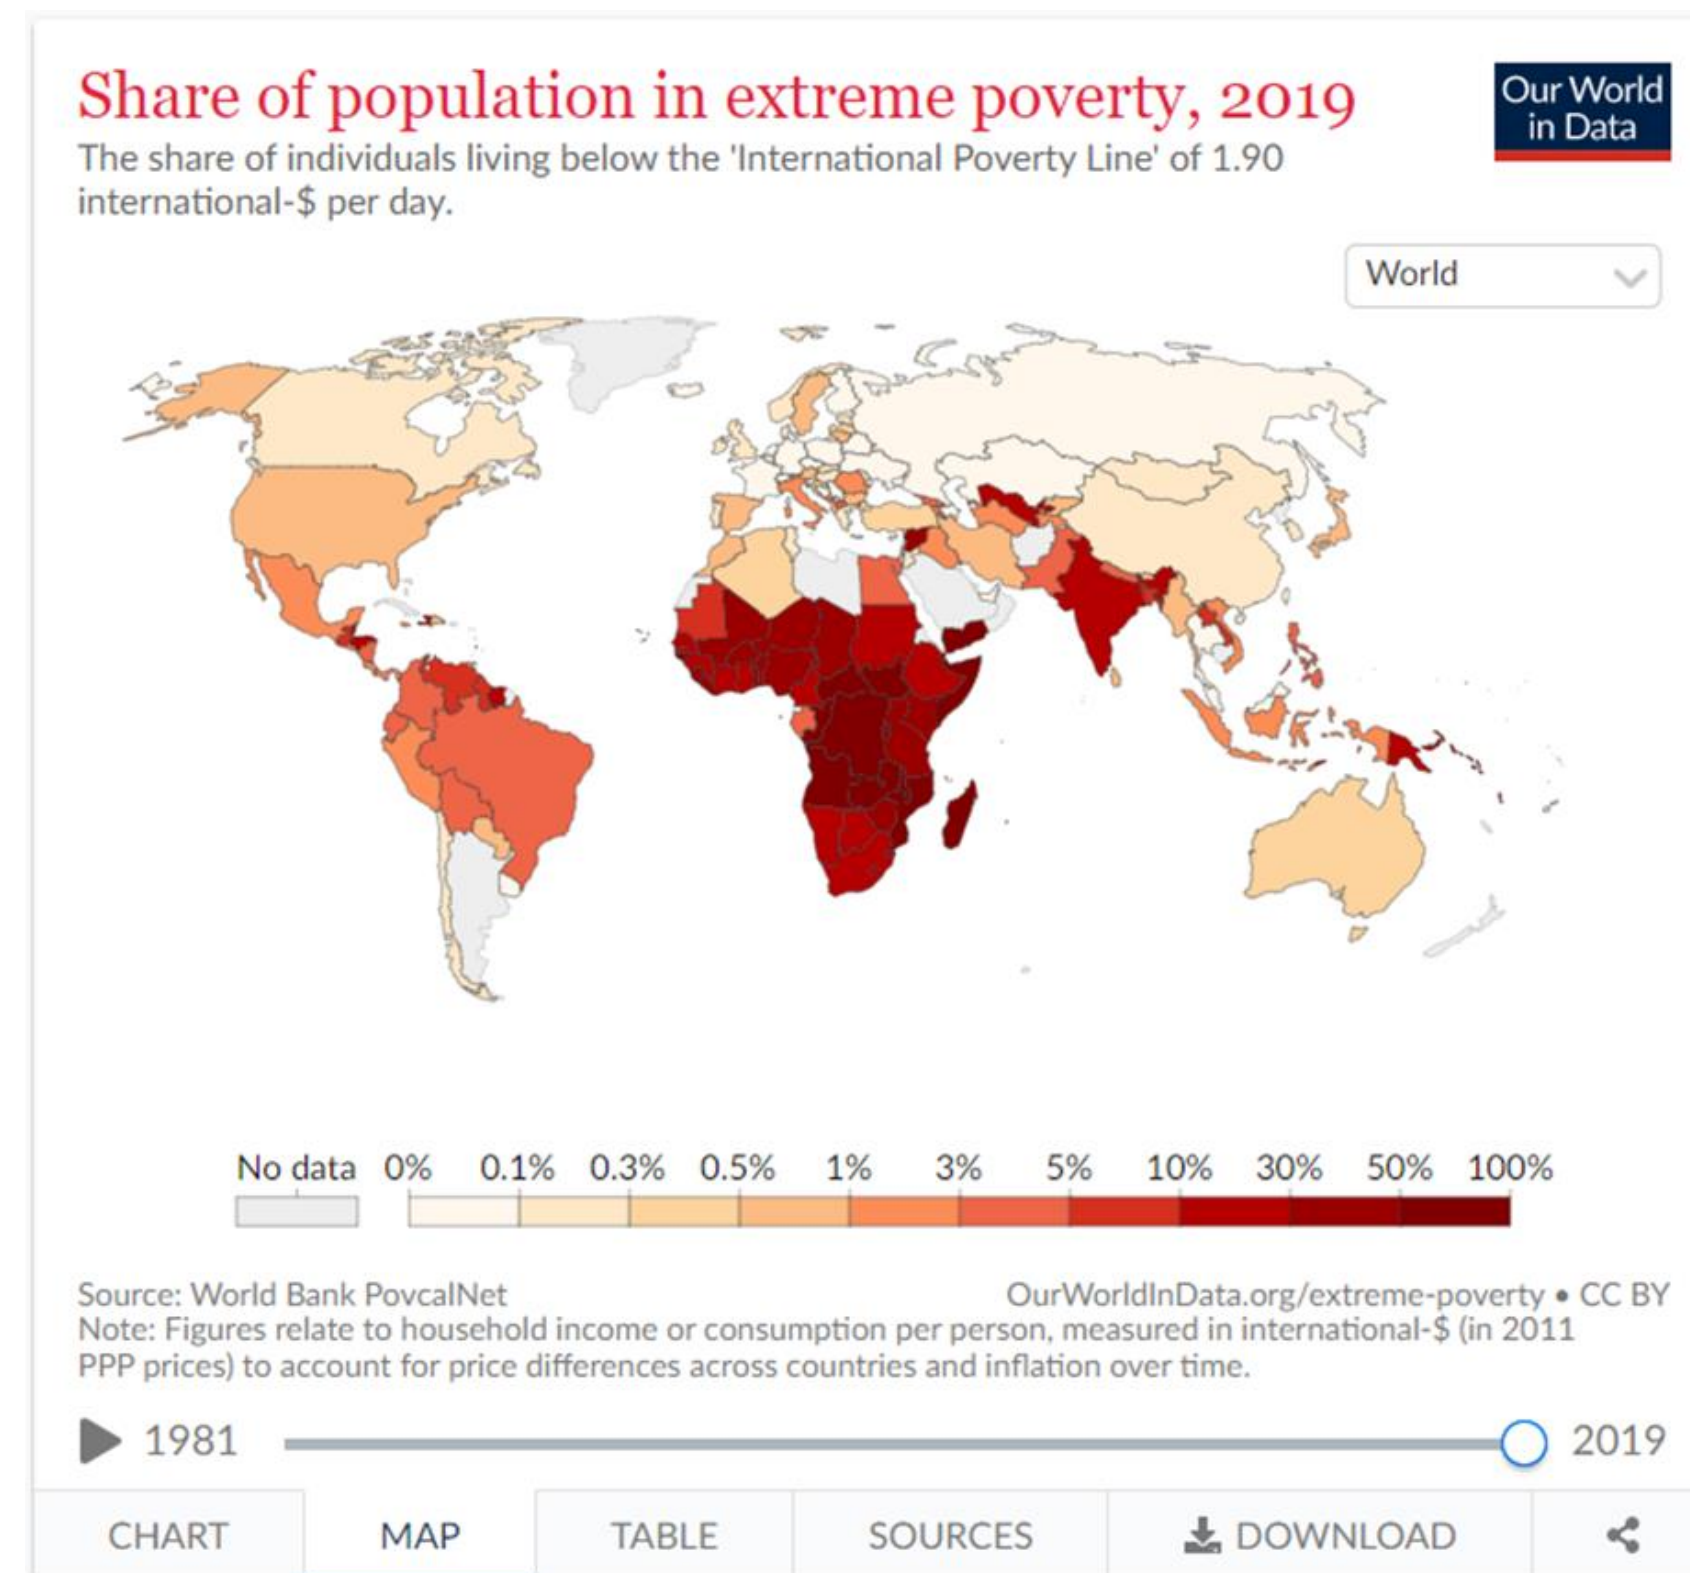 Share of population in extreme poverty, 2019
Our World
in Data
The share of individuals living below the 'International Poverty Line' of 1.90
international-$ per day.
World
No data 0% 0.1% 0.3% 0.5% 1% 3% 5% 10% 30% 50% 100%
Source: World Bank PovcalNet
OurWorldInData.org/extreme-poverty • CC BY
Note: Figures relate to household income or consumption per person, measured in international-$ (in 2011
PPP prices) to account for price differences across countries and inflation over time.
1981
2019
CHART
MAP
TABLE
SOURCES
DOWNLOAD